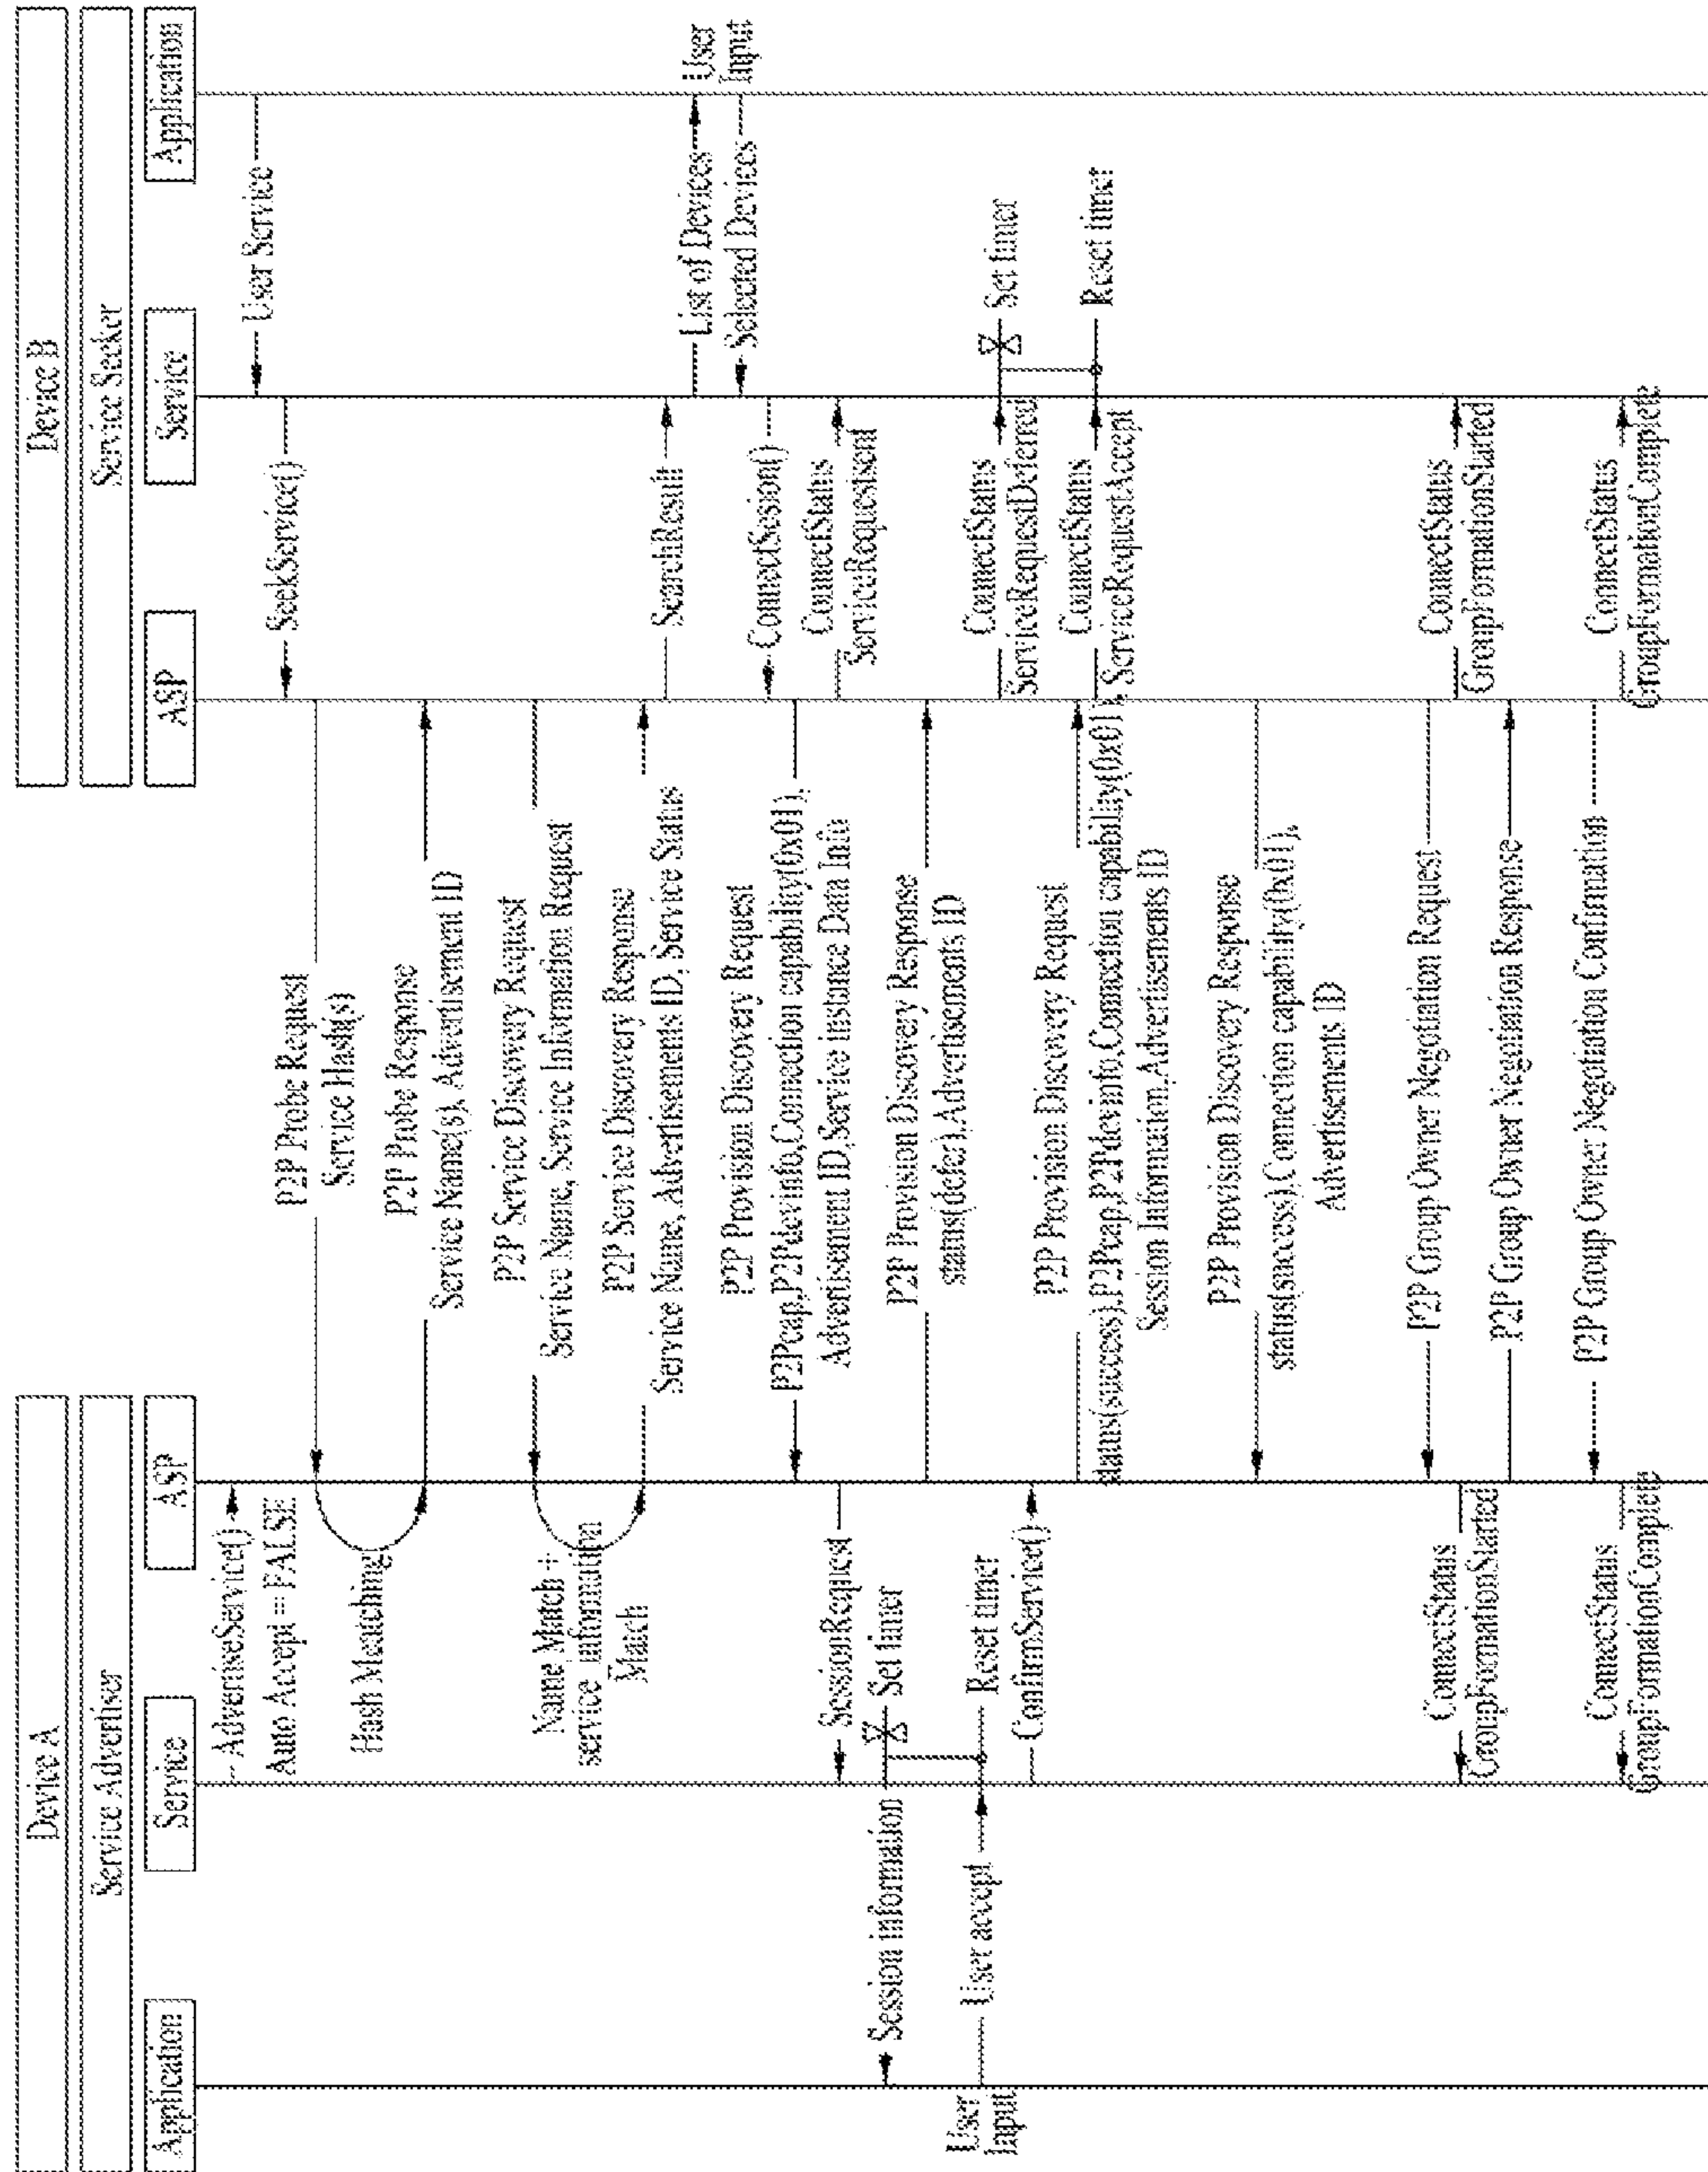 Device A
Device B
Service Advertiser
Service Seeker
Application
Service
ASP
ASP
Service
Application
AdvertiseService()
Auto Accept = FALSE
User Service
SeekService()
P2P Probe Request
Service Hash(s)
Hash Meatching
P2P Probe Response
Service Name(s), Advertisement ID
P2P Service Discovery Request
Service Name, Service Information Request
Name Match +
service information
Match
P2P Service Discovery Response
Service Name, Advertisements ID, Service Status
SearchResult
List of Devices
User
Input
Selected Devices
ConnectSesion()
P2P Provision Discovery Request
P2Pcap,P2Pdevinfo,Connection capability(0x01),
Advertisement ID,Service instance Data Info
SessionRequest
ConnectStatus
ServiceRequestsent
Session information
Set timer
P2P Provision Discovery Response
status(defer),Advertisements ID
User
Input
User accept
Reset timer
ConnectStatus
ServiceRequestDeferred
Set timer
ConfirmService()
P2P Provision Discovery Request
status(success),P2Pcap,P2Pdevinfo,Connection capability(0x01),
Session Information,Advertisements ID
ConnectStatus
ServiceRequestAccept
Reset timer
P2P Provision Discovery Response
status(success),Connection capability(0x01),
Advertisements ID
P2P Group Owner Negotiation Request
ConnectStatus
GroupFormationStarted
ConnectStatus
GroupFormationStarted
P2P Group Owner Negotiation Response
P2P Group Owner Negotiation Confirmation
ConnectStatus
GroupFormationComplete
ConnectStatus
GroupFormationComplete